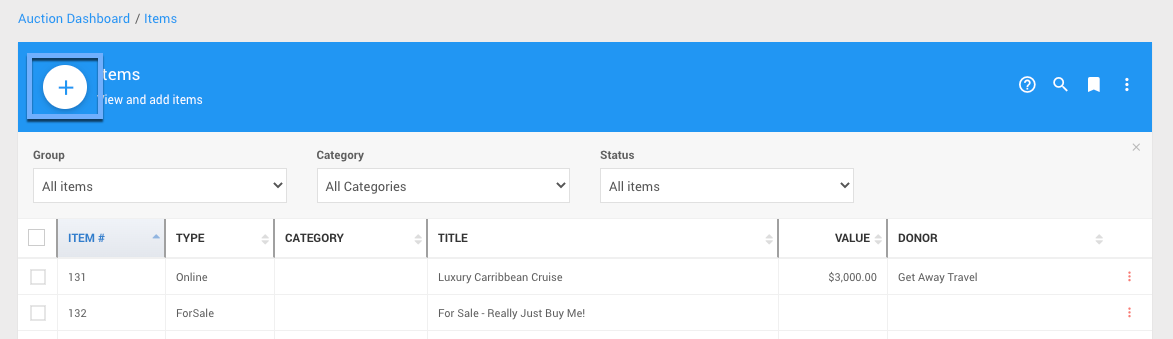 Auction Dashboard / Items
Items
View and add items
Group
Category
Status
All items
All Categories
All items
ITEM # TYPE CATEGORY TITLE VALUE DONOR
131 Online Luxury Carribbean Cruise $3,000.00 Get Away Travel
132 ForSale For Sale - Really Just Buy Me!